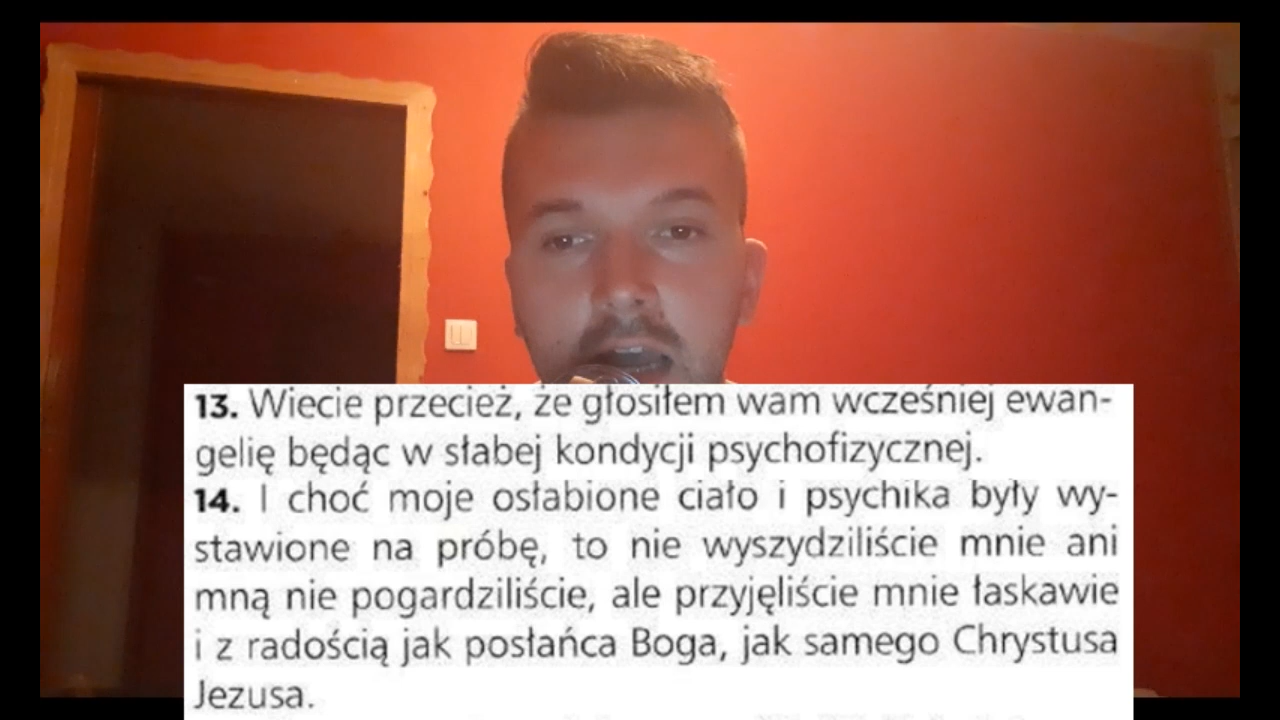 13. Wiecie przecież, że głosiłem wam wcześniej ewan-
gelię będąc w słabej kondycji psychofizycznej.
14. I choć moje osłabione ciało i psychika były wy-
stawione na próbę, to nie wyszydziliście mnie ani
mną nie pogardziliście, ale przyjęliście mnie łaskawie
i z radością jak posłańca Boga, jak samego Chrystusa
Jezusa.